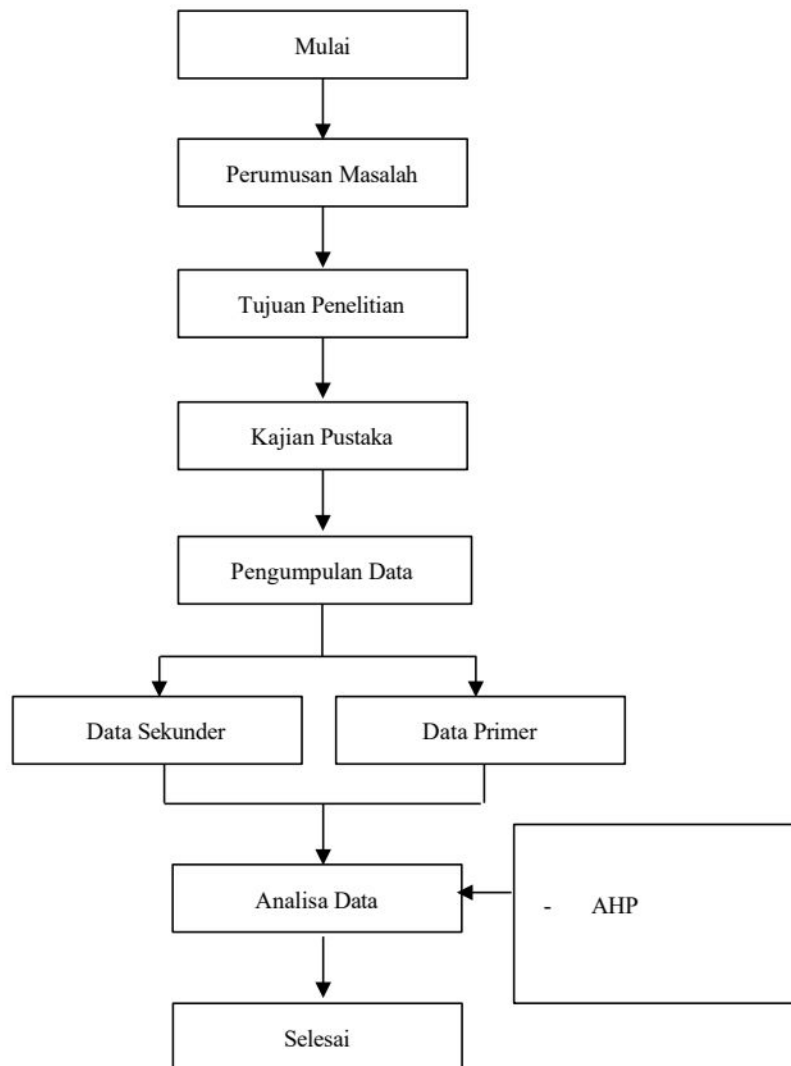 Mulai
Perumusan Masalah
Tujuan Penelitian
Kajian Pustaka
Pengumpulan Data
Data Sekunder
Data Primer
Analisa Data
- AHP
Selesai